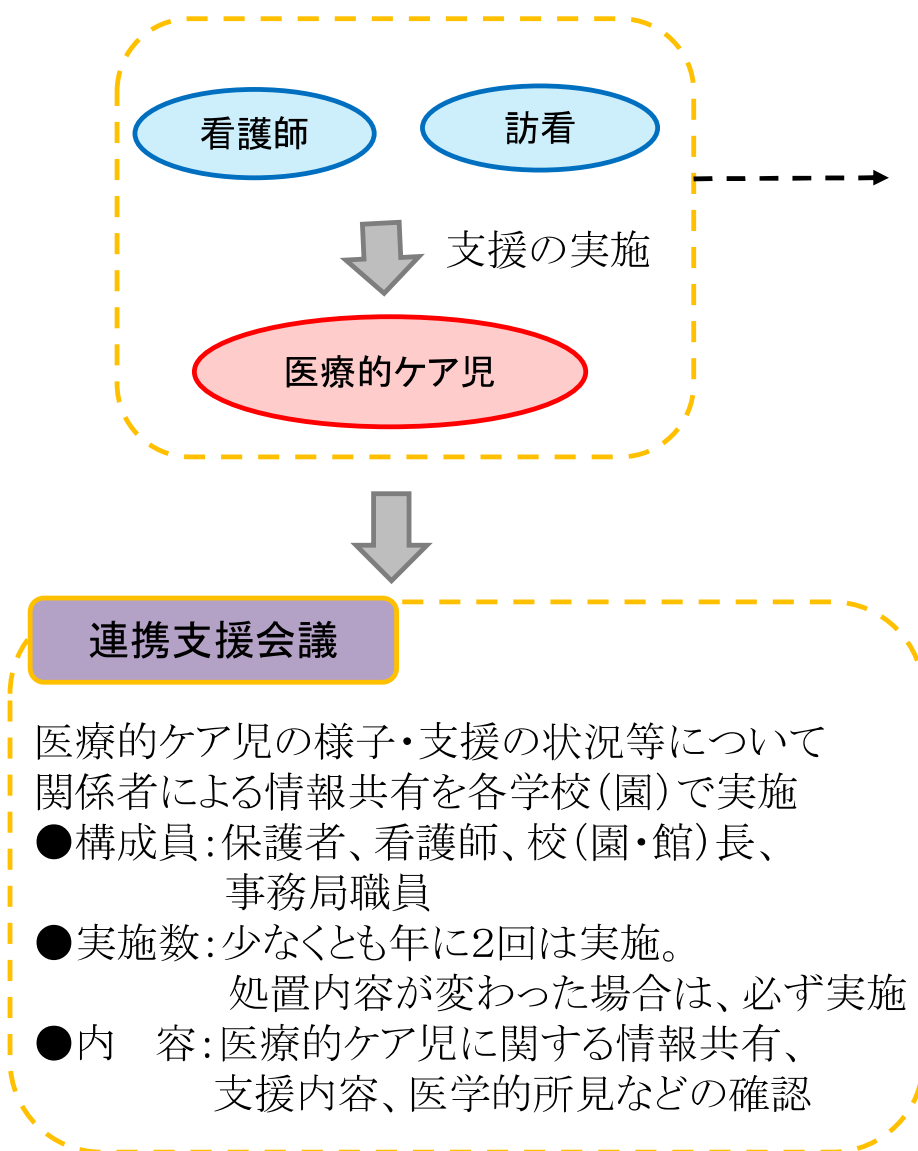 看護師
訪看
支援の実施
医療的ケア児
連携支援会議
医療的ケア児の様子・支援の状況等について
関係者による情報共有を各学校(園)で実施
●構成員:保護者、看護師、校(園・館)長、
事務局職員
●実施数:少なくとも年に2回は実施。
処置内容が変わった場合は、必ず実施
●内　容:医療的ケア児に関する情報共有、
支援内容、医学的所見などの確認